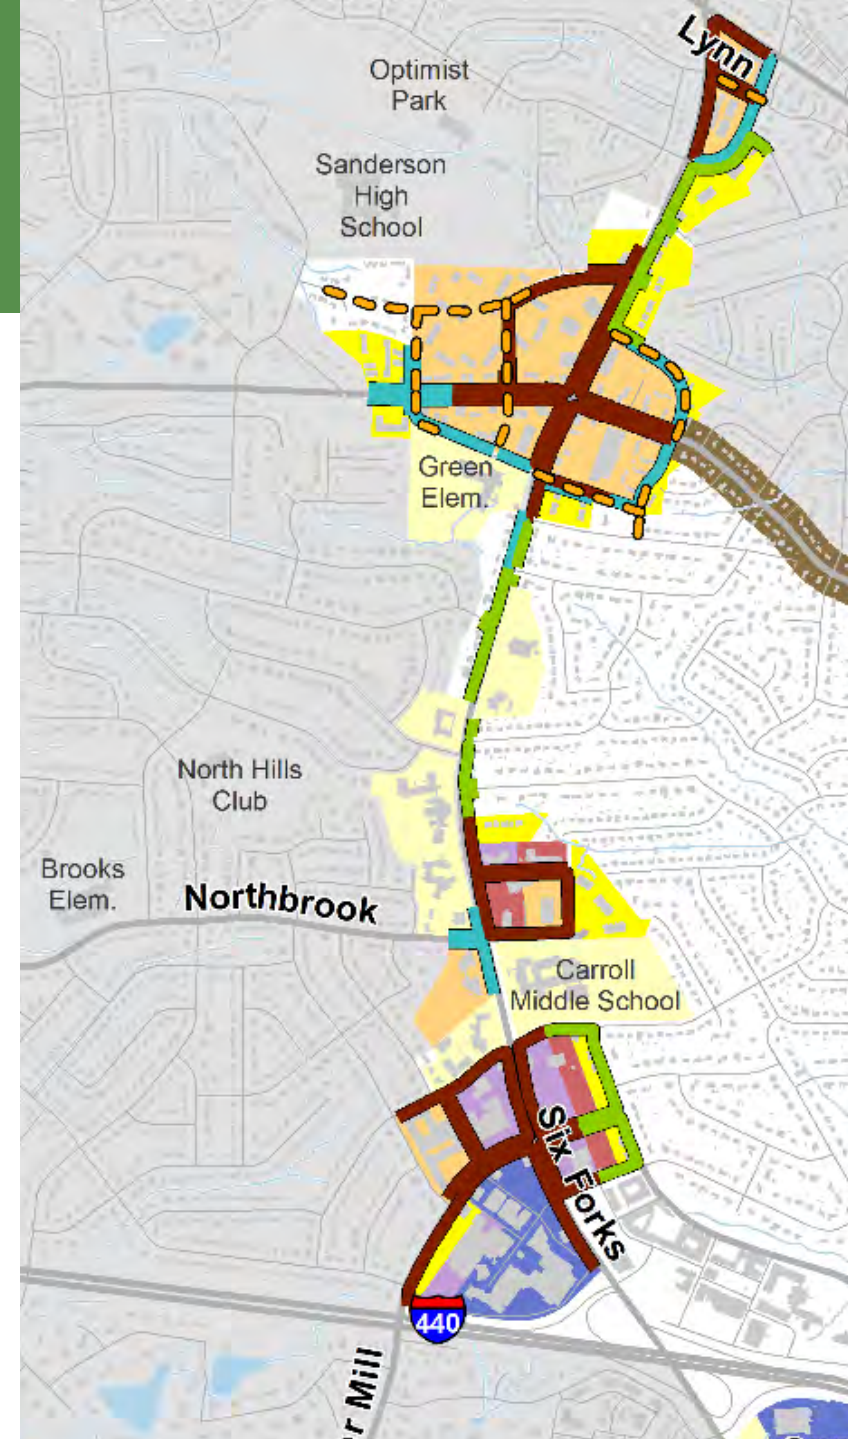 Lynn
Optimist
Park
Sanderson
High
School
Green
Elem.
North Hills
Club
Brooks
Elem.
Northbrook
Carroll
Middle School
Six Forks
440
r Mill